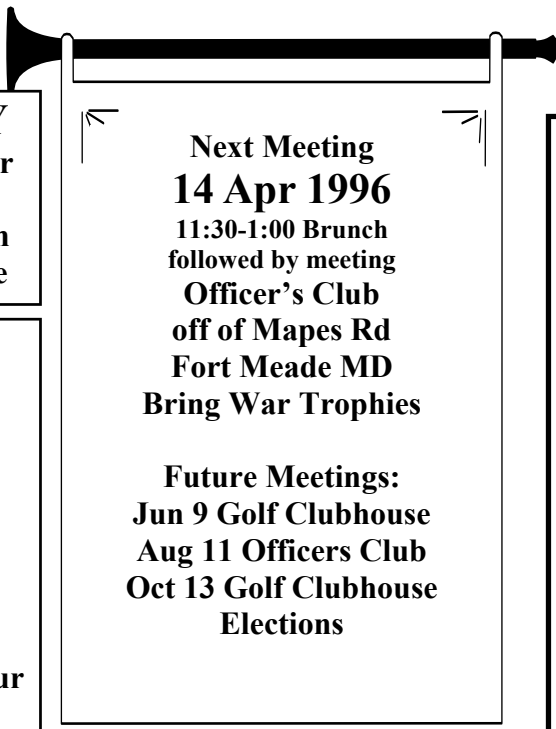 Next Meeting
14 Apr 1996
11:30-1:00 Brunch
followed by meeting
Officer's Club
off of Mapes Rd
Fort Meade MD
Bring War Trophies
Future Meetings:
Jun 9 Golf Clubhouse
Aug 11 Officers Club
Oct 13 Golf Clubhouse
Elections